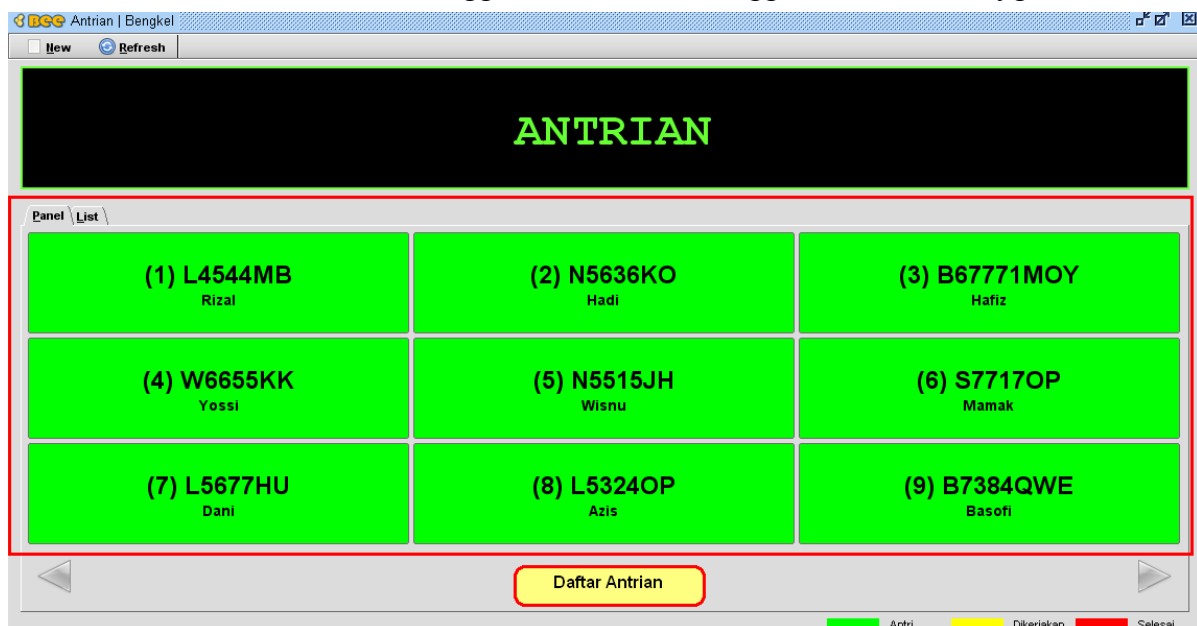 BEE Antrian | Bengkel
New Refresh
ANTRIAN
Panel List
(1) L4544MB
Rizal
(2) N5636KO
Hadi
(3) B67771MOY
Hafiz
(4) W6655KK
Yossi
(5) N5515JH
Wisnu
(6) S7717OP
Mamak
(7) L5677HU
Dani
(8) L5324OP
Azis
(9) B7384QWE
Basofi
Daftar Antrian
Antri Dikerjakan Selesai